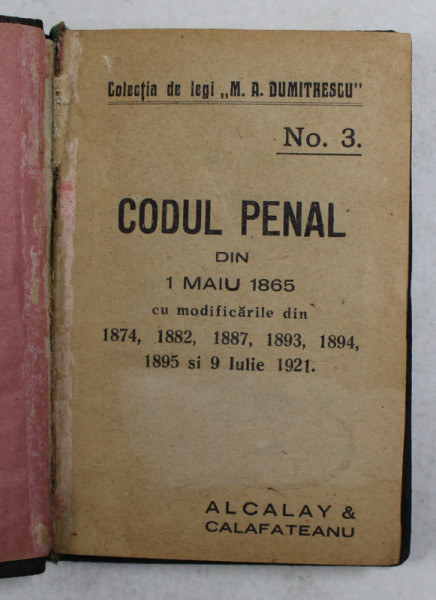 Colecția de legi „M. A. DUMITRESCU"
No. 3.
CODUL PENAL
DIN
1 MAIU 1865
cu modificările din
1874, 1882, 1887, 1893, 1894,
1895 si 9 Iulie 1921.
ALCALAY &
CALAFATEANU